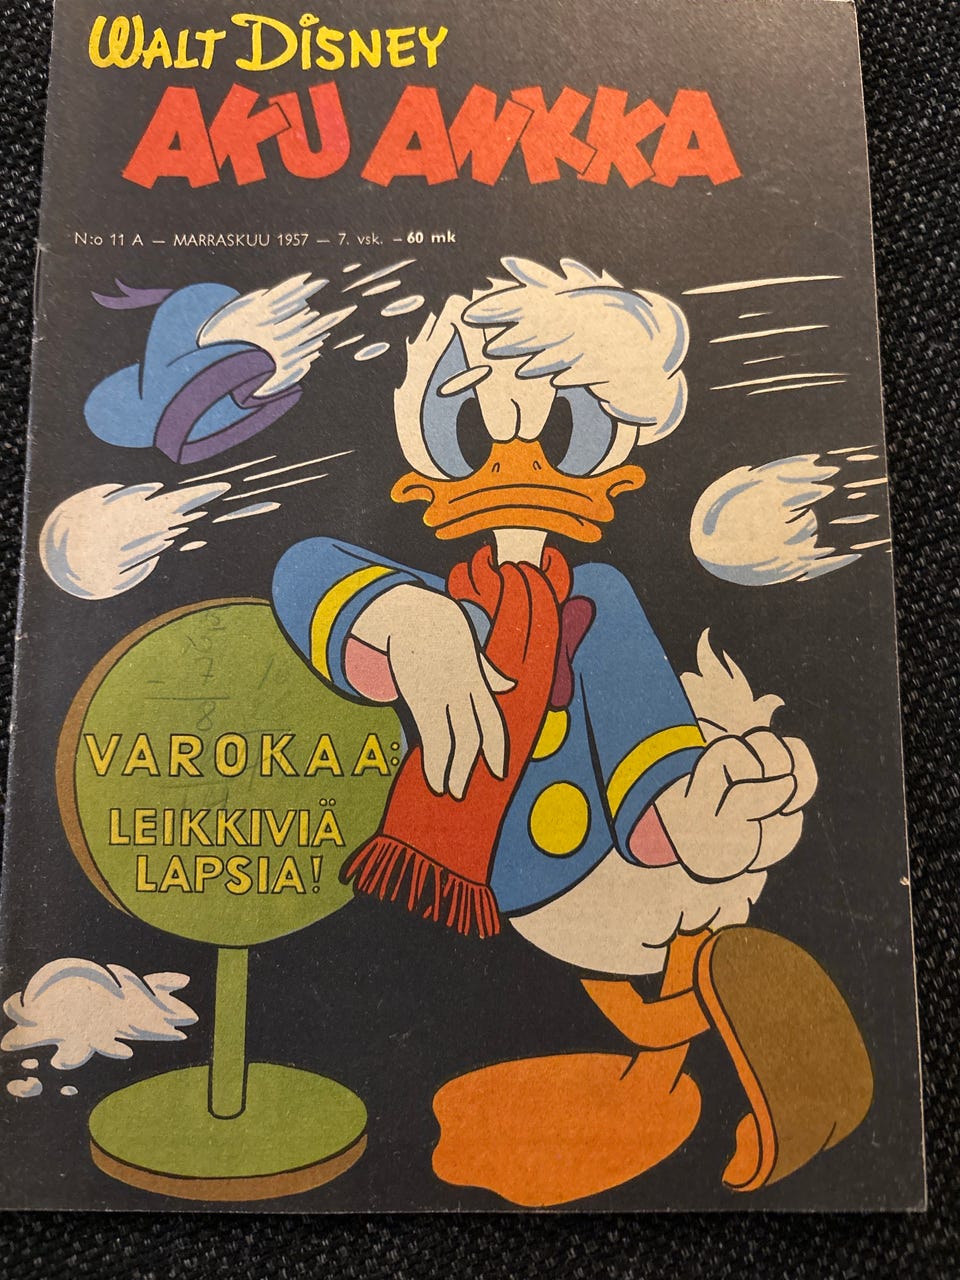 WALT DISNEY
AKU ANKKA
N:o 11 A — MARRASKUU 1957 — 7. vsk. – 60 mk
VAROKAA:
LEIKKIVIÄ
LAPSIA!